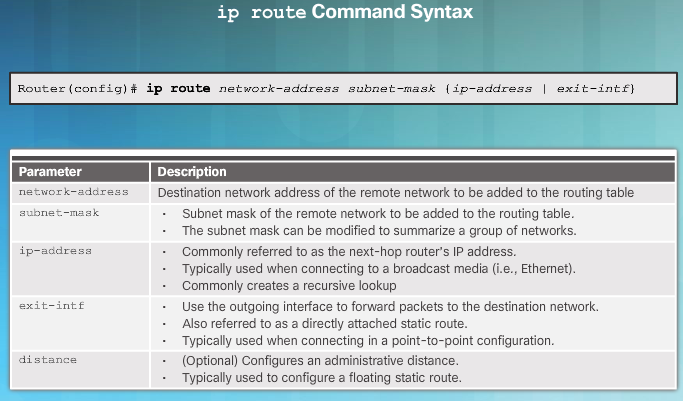 ip route Command Syntax
Router(config)# ip route network-address subnet-mask {ip-address | exit-intf}
Parameter Description
network-address Destination network address of the remote network to be added to the routing table
subnet-mask • Subnet mask of the remote network to be added to the routing table.
• The subnet mask can be modified to summarize a group of networks.
ip-address • Commonly referred to as the next-hop router's IP address.
• Typically used when connecting to a broadcast media (i.e., Ethernet).
• Commonly creates a recursive lookup
exit-intf • Use the outgoing interface to forward packets to the destination network.
• Also referred to as a directly attached static route.
• Typically used when connecting in a point-to-point configuration.
distance • (Optional) Configures an administrative distance.
• Typically used to configure a floating static route.